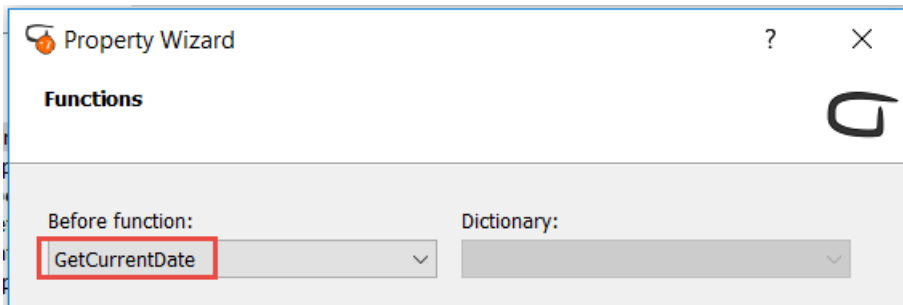 Property Wizard
?
Functions
Before function:
Dictionary:
GetCurrentDate